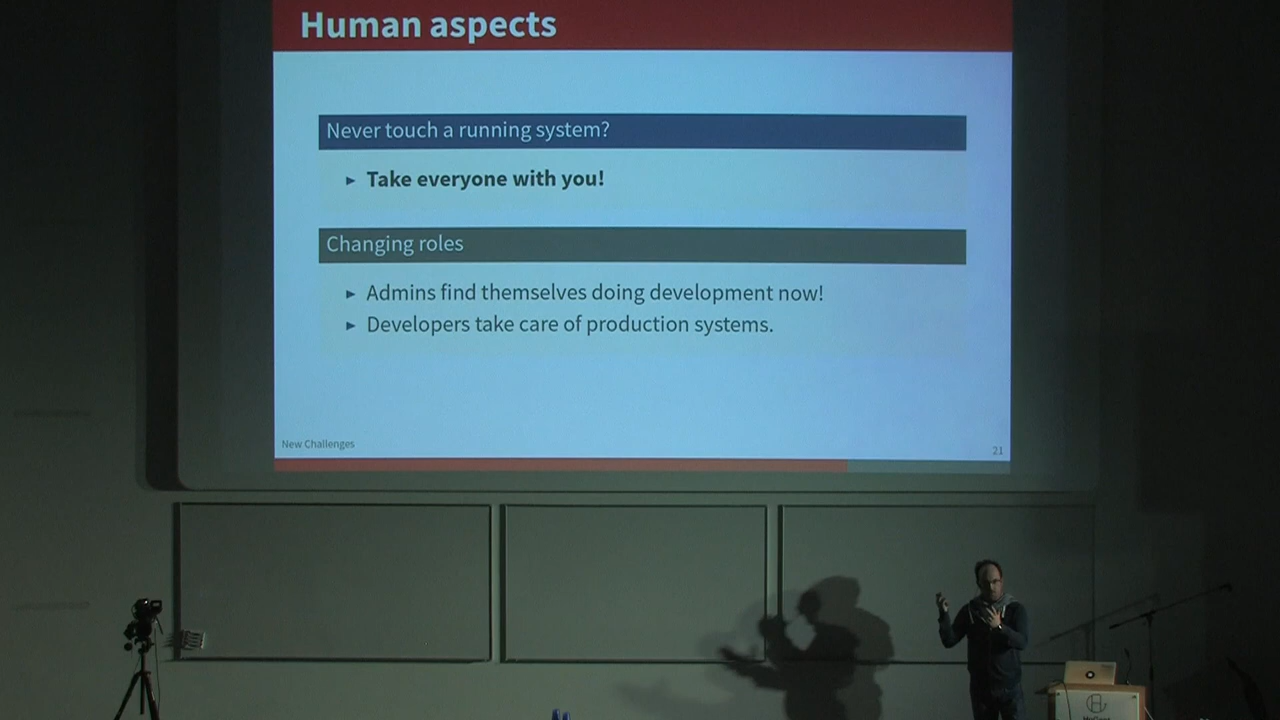 Human aspects
Never touch a running system?
► Take everyone with you!
Changing roles
► Admins find themselves doing development now!
► Developers take care of production systems.
New Challenges
21